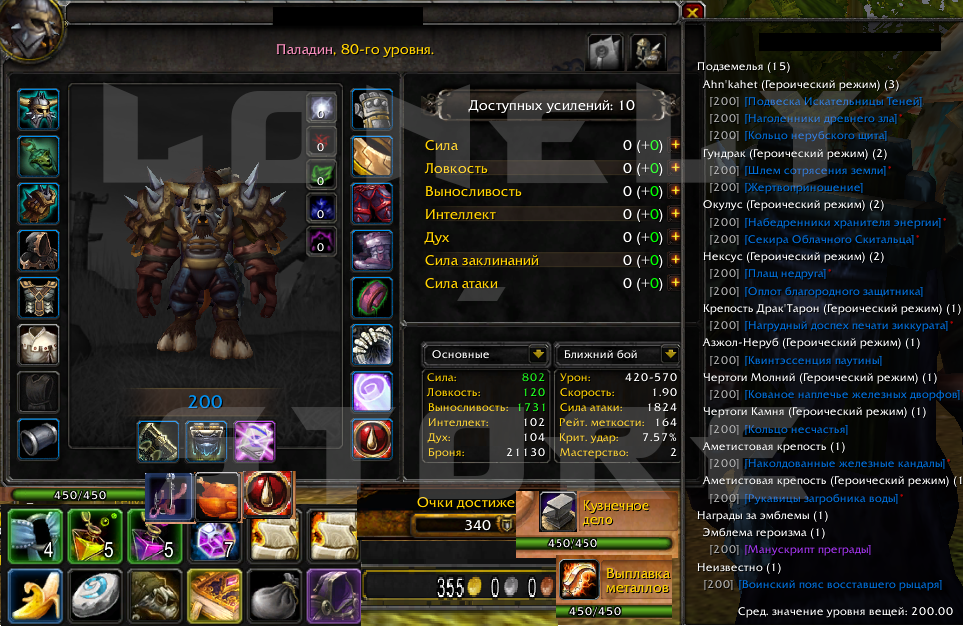 LONELY
STORY
Паладин, 80-го уровня.
0
0
0
0
0
200
Доступных усилений: 10
Сила 0 (+0) +
Ловкость 0 (+0) +
Выносливость 0 (+0) +
Интеллект 0 (+0) +
Дух 0 (+0) +
Сила заклинаний 0 (+0) +
Сила атаки 0 (+0) +
Основные
Сила: 802
Ловкость: 120
Выносливость: 1731
Интеллект: 102
Дух: 104
Броня: 21130
Ближний бой
Урон: 420-570
Скорость: 1.90
Сила атаки: 1824
Рейт. меткости: 164
Крит. удар: 7.57%
Мастерство: 2
Подземелья (15)
Ahn'kahet (Героический режим) (3)
[200] [Подвеска Искательницы Теней]
[200] [Наголенники древнего зла]*
[200] [Кольцо нерубского щита]
Гундрак (Героический режим) (2)
[200] [Шлем сотрясения земли]*
[200] [Жертвоприношение]
Окулус (Героический режим) (2)
[200] [Набедренники хранителя энергии]*
[200] [Секира Облачного Скитальца]*
Нексус (Героический режим) (2)
[200] [Плащ недруга]*
[200] [Оплот благородного защитника]
Крепость Драк'Тарон (Героический режим) (1)
[200] [Нагрудный доспех печати зиккурата]*
Азжол-Неруб (Героический режим) (1)
[200] [Квинтэссенция паутины]
Чертоги Молний (Героический режим) (1)
[200] [Кованое наплечье железных дворфов]
Чертоги Камня (Героический режим) (1)
[200] [Кольцо несчастья]
Аметистовая крепость (1)
[200] [Наколдованные железные кандалы]*
Аметистовая крепость (Героический режим) (1
[200] [Рукавицы загробника воды]*
Награды за эмблемы (1)
Эмблема героизма (1)
[200] [Манускрипт преграды]
Неизвестно (1)
[200] [Воинский пояс восставшего рыцаря]
Сред. значение уровня вещей: 200.00
450/450
4
5
5
7
Очки достиже
340
Кузнечное
дело
450/450
355 0 0
Выплавка
металлов
450/450